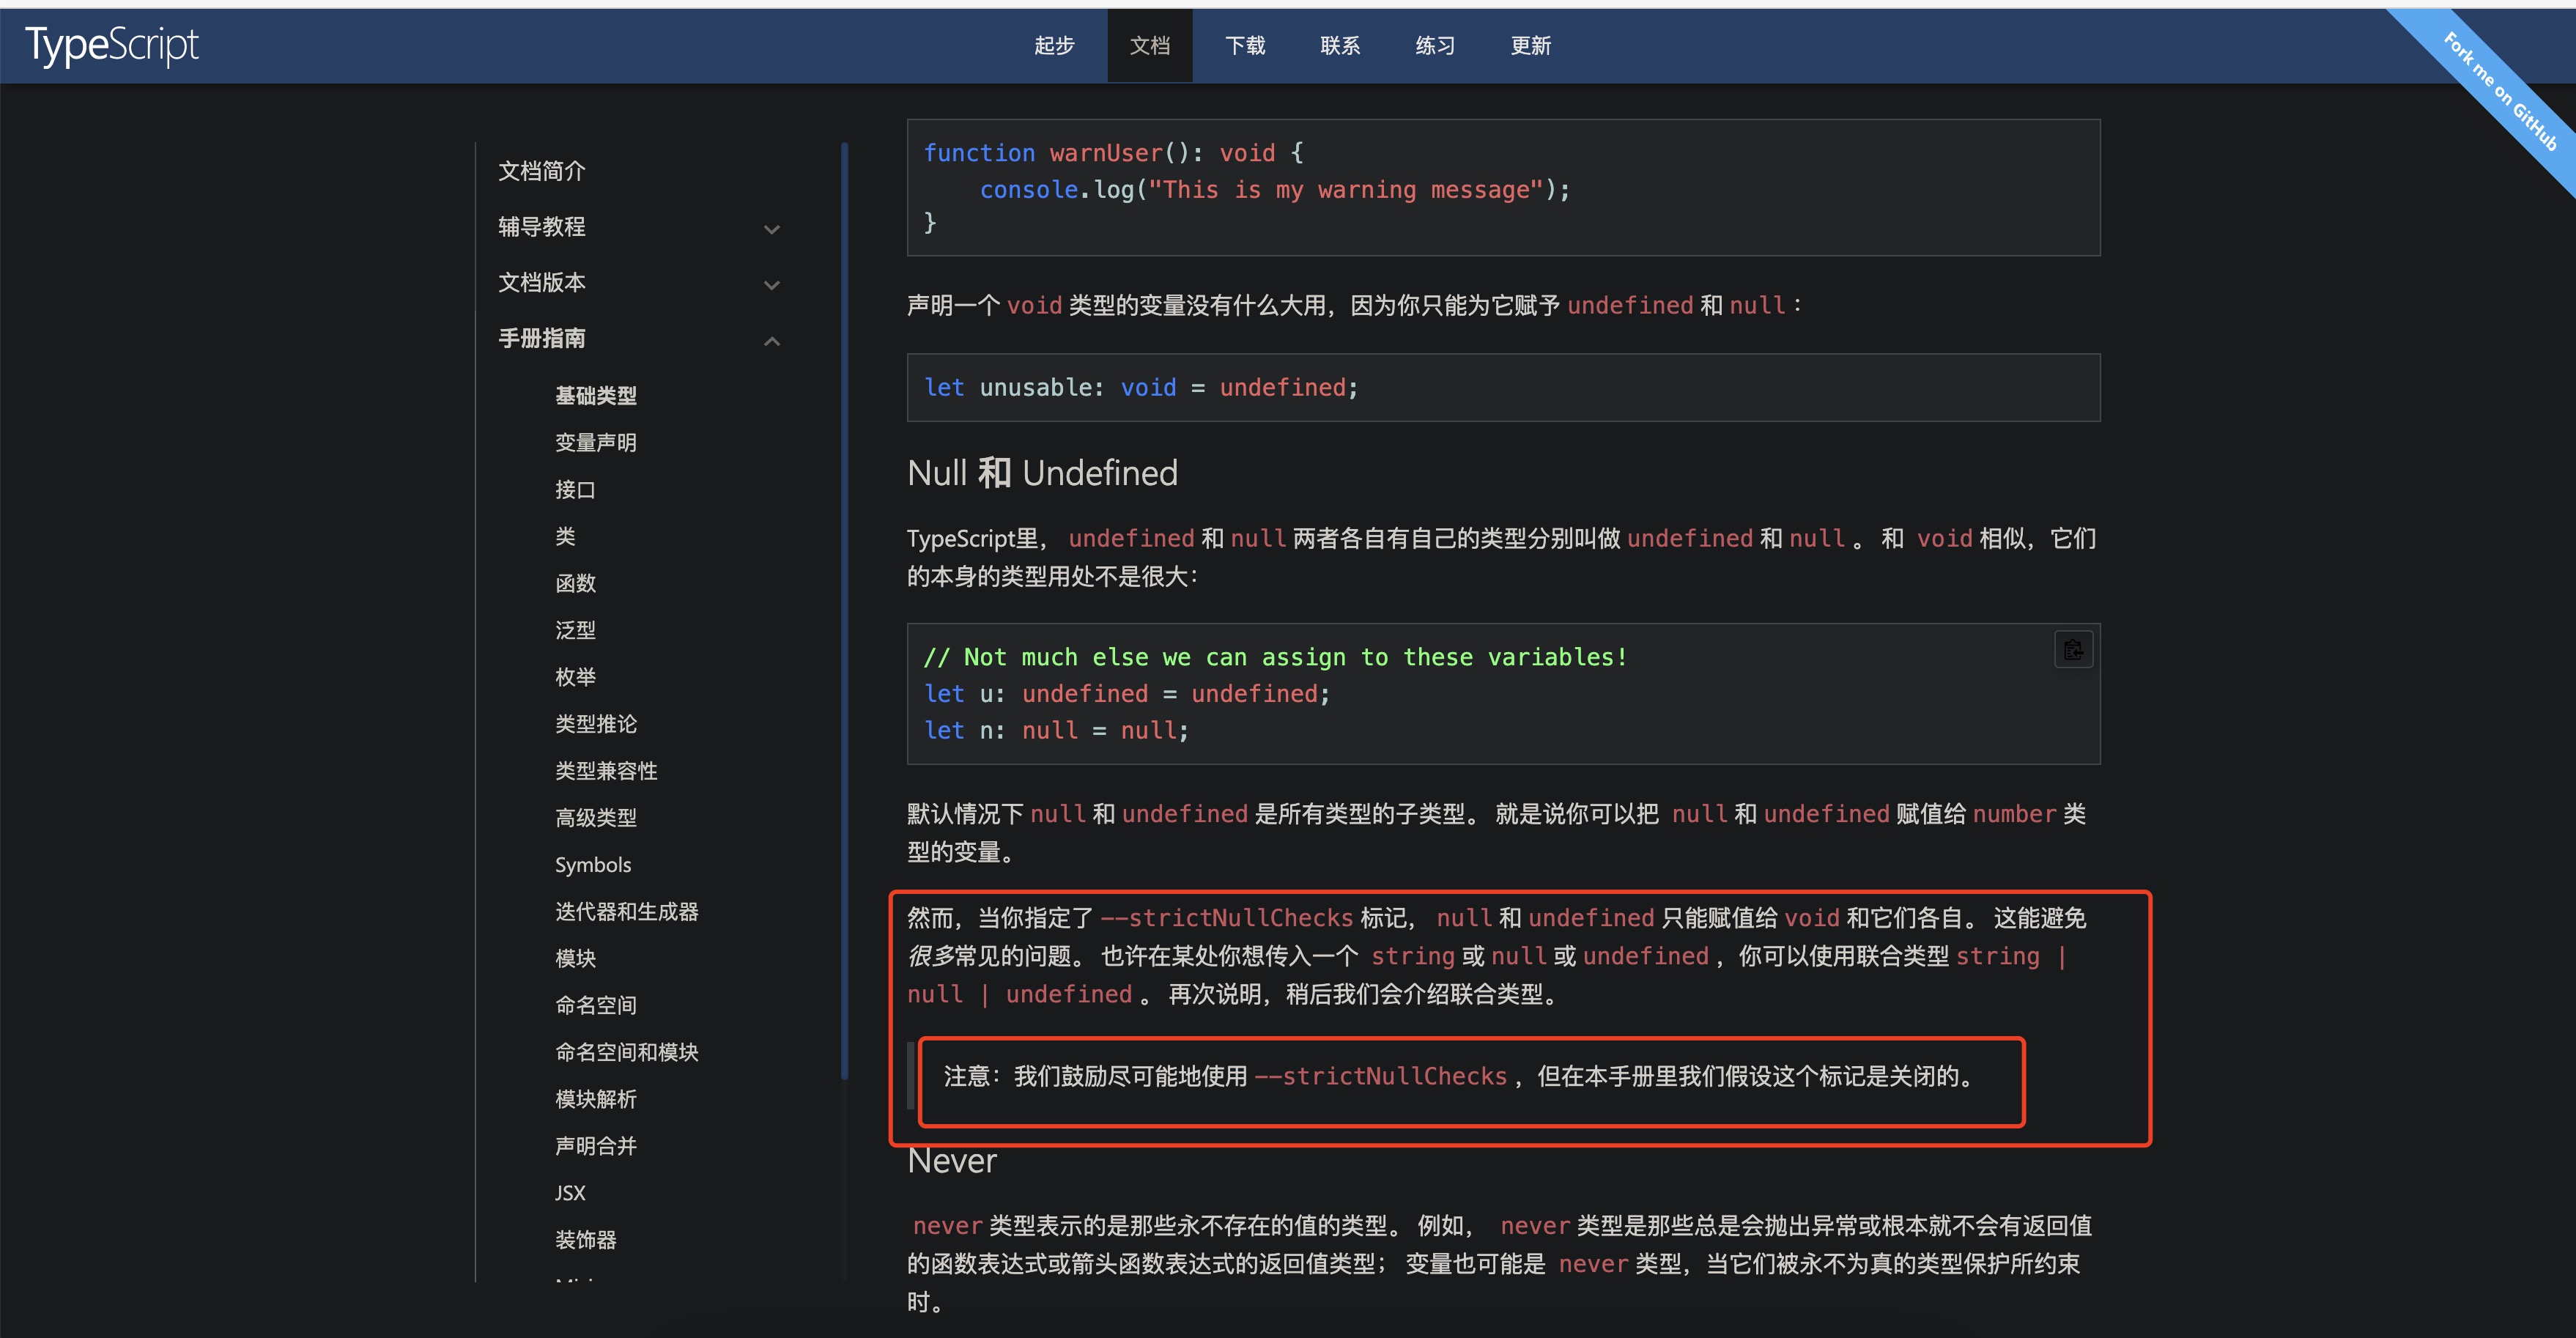 TypeScript
起步 文档 下载 联系 练习 更新
Fork me on GitHub
文档简介
辅导教程
文档版本
手册指南
基础类型
变量声明
接口
类
函数
泛型
枚举
类型推论
类型兼容性
高级类型
Symbols
迭代器和生成器
模块
命名空间
命名空间和模块
模块解析
声明合并
JSX
装饰器
function warnUser(): void {
    console.log("This is my warning message");
}
声明一个 void 类型的变量没有什么大用，因为你只能为它赋予 undefined 和 null：
let unusable: void = undefined;
Null 和 Undefined
TypeScript里， undefined 和 null 两者各自有自己的类型分别叫做 undefined 和 null 。 和 void 相似，它们
的本身的类型用处不是很大：
// Not much else we can assign to these variables!
let u: undefined = undefined;
let n: null = null;
默认情况下 null 和 undefined 是所有类型的子类型。 就是说你可以把 null 和 undefined 赋值给 number 类
型的变量。
然而，当你指定了 --strictNullChecks 标记， null 和 undefined 只能赋值给 void 和它们各自。 这能避免
很多常见的问题。 也许在某处你想传入一个 string 或 null 或 undefined ，你可以使用联合类型 string |
null | undefined 。 再次说明，稍后我们会介绍联合类型。
注意：我们鼓励尽可能地使用 --strictNullChecks ，但在本手册里我们假设这个标记是关闭的。
Never
never 类型表示的是那些永不存在的值的类型。 例如， never 类型是那些总是会抛出异常或根本就不会有返回值
的函数表达式或箭头函数表达式的返回值类型； 变量也可能是 never 类型，当它们被永不为真的类型保护所约束
时。